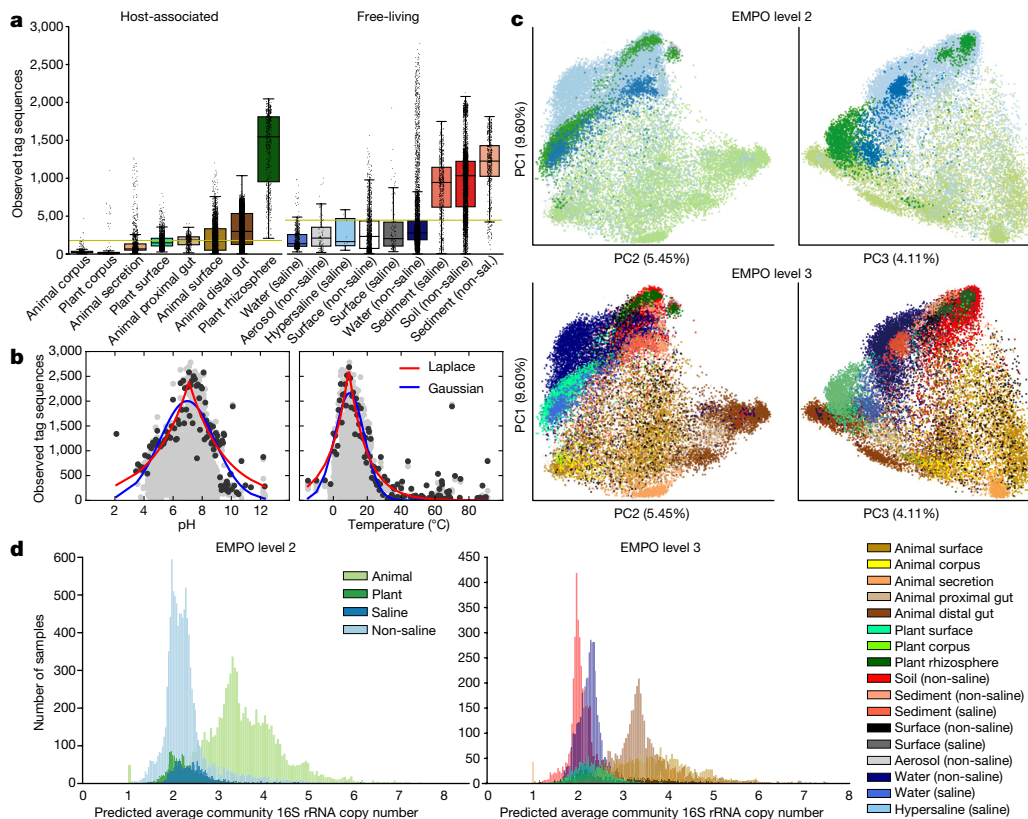 a
Host-associated
Free-living
Observed tag sequences
3,000
2,500
2,000
1,500
1,000
500
0
Animal corpus
Plant corpus
Animal secretion
Plant surface
Animal proximal gut
Animal surface
Animal distal gut
Plant rhizosphere
Water (saline)
Aerosol (non-saline)
Hypersaline (saline)
Surface (non-saline)
Surface (saline)
Water (non-saline)
Sediment (saline)
Soil (non-saline)
Sediment (non-sal.)
b
Observed tag sequences
3,000
2,500
2,000
1,500
1,000
500
0
2 4 6 8 10 12
pH
Laplace
Gaussian
0 20 40 60 80
Temperature (°C)
c
EMPO level 2
PC1 (9.60%)
PC2 (5.45%)
PC3 (4.11%)
EMPO level 3
PC1 (9.60%)
PC2 (5.45%)
PC3 (4.11%)
d
EMPO level 2
Number of samples
600
500
400
300
200
100
50
0
Animal
Plant
Saline
Non-saline
0 1 2 3 4 5 6 7 8
Predicted average community 16S rRNA copy number
EMPO level 3
450
400
350
300
250
200
150
100
50
0
0 1 2 3 4 5 6 7 8
Predicted average community 16S rRNA copy number
Animal surface
Animal corpus
Animal secretion
Animal proximal gut
Animal distal gut
Plant surface
Plant corpus
Plant rhizosphere
Soil (non-saline)
Sediment (non-saline)
Sediment (saline)
Surface (non-saline)
Surface (saline)
Aerosol (non-saline)
Water (non-saline)
Water (saline)
Hypersaline (saline)